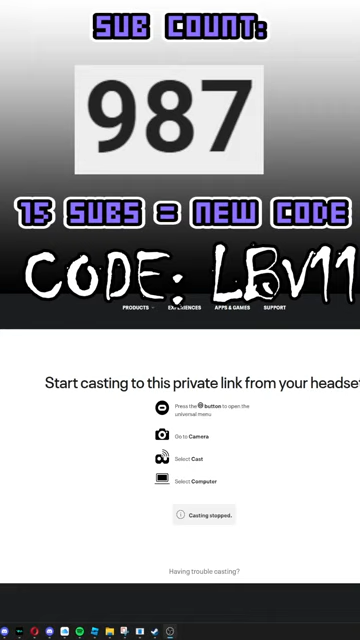 SUB COUNT:
987
15 SUBS = NEW CODE
CODE: LBV11
PRODUCTS EXPERIENCES APPS & GAMES SUPPORT
Start casting to this private link from your headset
Press the button to open the
universal menu
Go to Camera
Select Cast
Select Computer
Casting stopped.
Having trouble casting?